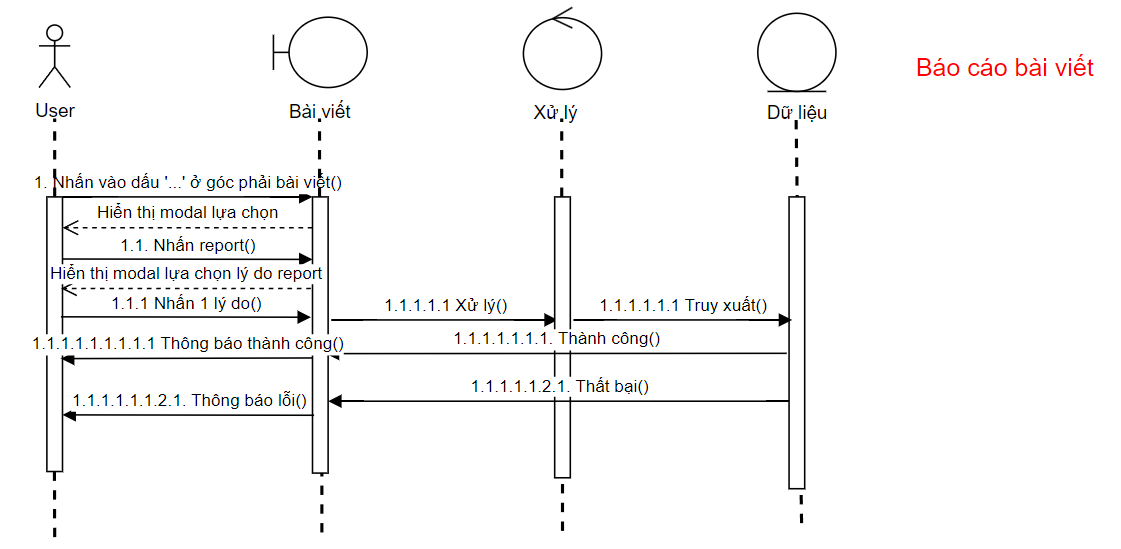 Báo cáo bài viết
User
Bài viết
Xử lý
Dữ liệu
1. Nhấn vào dấu '...' ở góc phải bài viết()
Hiển thị modal lựa chọn
1.1. Nhấn report()
Hiển thị modal lựa chọn lý do report
1.1.1 Nhấn 1 lý do()
1.1.1.1.1 Xử lý()
1.1.1.1.1.1 Truy xuất()
1.1.1.1.1.1.1. Thành công()
1.1.1.1.1.1.1.1.1 Thông báo thành công()
1.1.1.1.1.2.1. Thất bại()
1.1.1.1.1.1.2.1. Thông báo lỗi()